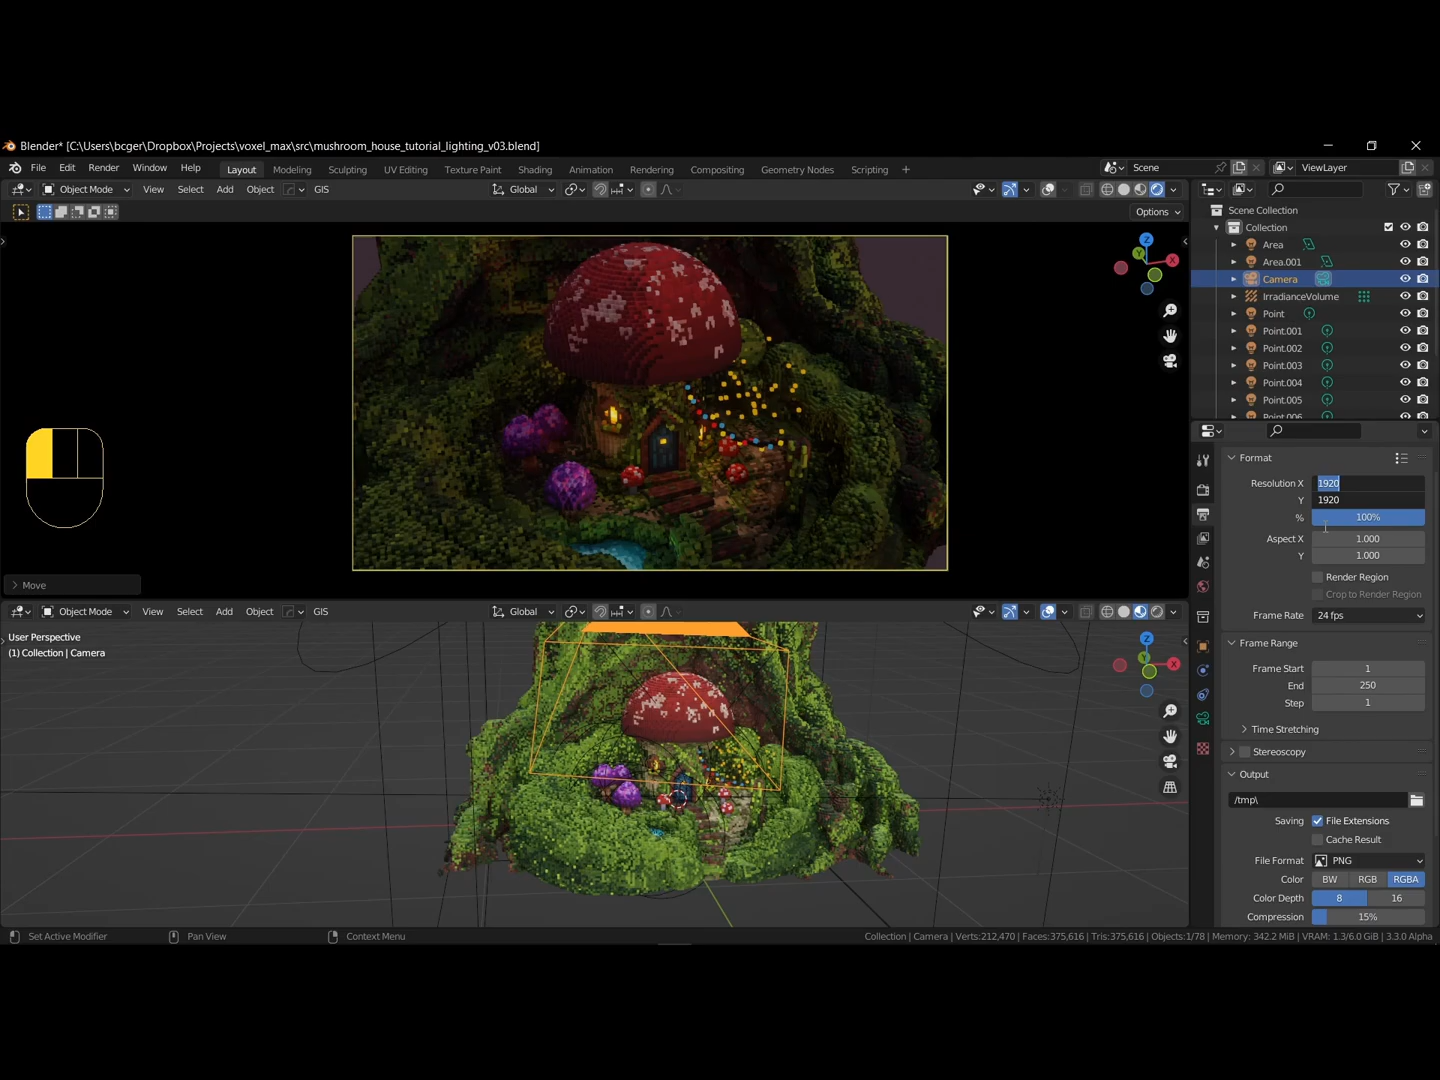 Blender* [C:\Users\bcger\Dropbox\Projects\voxel_max\src\mushroom_house_tutorial_lighting_v03.blend]
File Edit Render Window Help Layout Modeling Sculpting UV Editing Texture Paint Shading Animation Rendering Compositing Geometry Nodes Scripting + Scene ViewLayer
Object Mode View Select Add Object GIS Global
Options
Scene Collection
Collection
Area
Area.001
Camera
IrradianceVolume
Point
Point.001
Point.002
Point.003
Point.004
Point.005
Point.006
Z
Y
X
Move
Format
Resolution X 1920
Y 1920
% 100%
Aspect X 1.000
Y 1.000
Render Region
Crop to Render Region
Frame Rate 24 fps
Frame Range
Frame Start 1
End 250
Step 1
Time Stretching
Stereoscopy
Output
/tmp\
Saving File Extensions
Cache Result
File Format PNG
Color BW RGB RGBA
Color Depth 8 16
Compression 15%
Object Mode View Select Add Object GIS Global
User Perspective
(1) Collection | Camera
Z
Y
X
Set Active Modifier Pan View Context Menu Collection | Camera | Verts:212,470 | Faces:375,616 | Tris:375,616 | Objects:1/78 | Memory: 342.2 MiB | VRAM: 1.3/6.0 GiB | 3.3.0 Alpha